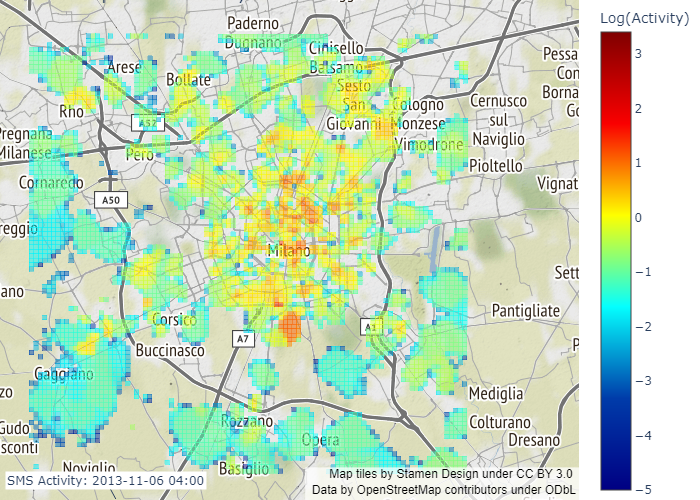 Log(Activity)
Paderno
Dugnano
Cinisello
Balsamo
Arese
Bollate
Sesto
San
Giovanni
Rho
A52
Cologno
Monzese
Cernusco
sul
Naviglio
Pessa
Con
Borna
Go
Pregnana
Milanese
Pero
Vimodrone
Pioltello
Cornaredo
A50
Vignat
reggio
Milano
Sett
ano
Pantigliate
Corsico
A7
A1
Buccinasco
P
Gaggiano
zo
Mediglia
Rozzano
Colturano
Gudo
sconti
Opera
Dresano
Noviglio
Basiglio
3
2
1
0
−1
−2
−3
−4
−5
SMS Activity: 2013-11-06 04:00
Map tiles by Stamen Design under CC BY 3.0
Data by OpenStreetMap contributors under ODbL